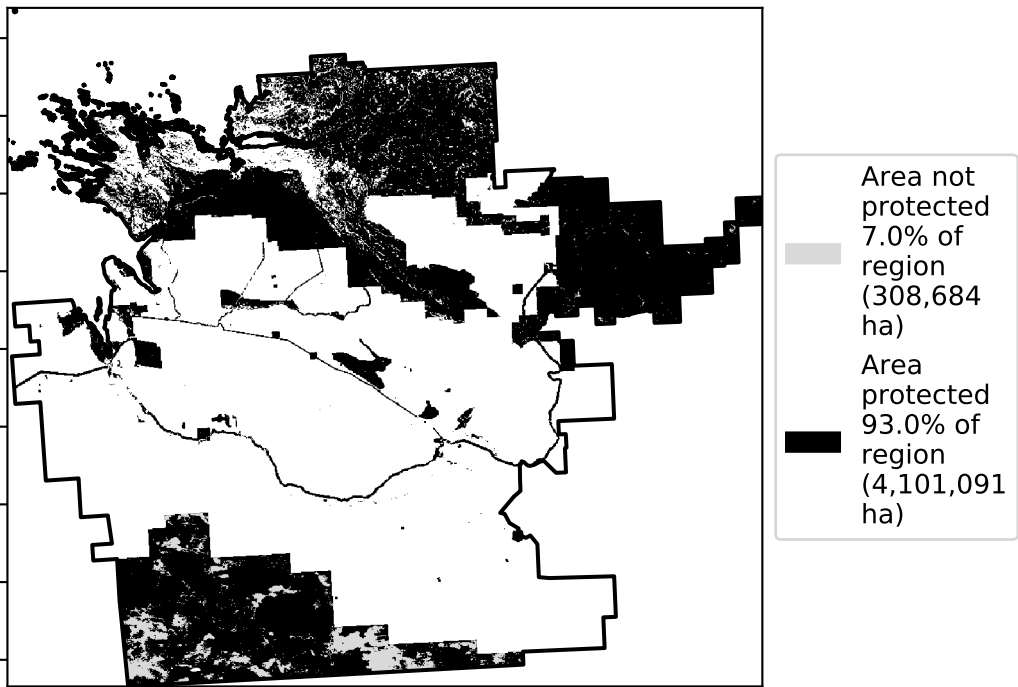 Area not
protected
7.0% of
region
(308,684
ha)
Area
protected
93.0% of
region
(4,101,091
ha)